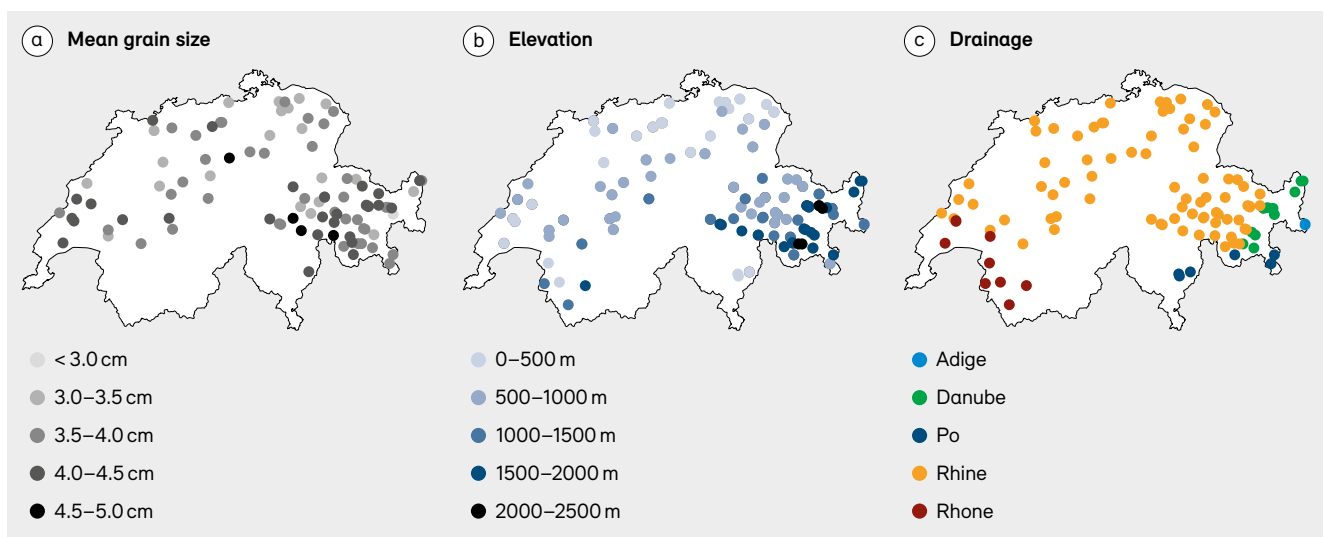 a Mean grain size
< 3.0 cm
3.0–3.5 cm
3.5–4.0 cm
4.0–4.5 cm
4.5–5.0 cm
b Elevation
0–500 m
500–1000 m
1000–1500 m
1500–2000 m
2000–2500 m
c Drainage
Adige
Danube
Po
Rhine
Rhone